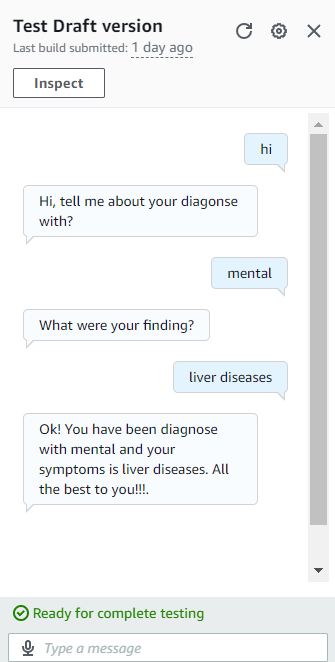 Test Draft version
Last build submitted: 1 day ago
Inspect
hi
Hi, tell me about your diagonse
with?
mental
What were your finding?
liver diseases
Ok! You have been diagnose
with mental and your
symptoms is liver diseases. All
the best to you!!!.
Ready for complete testing
Type a message